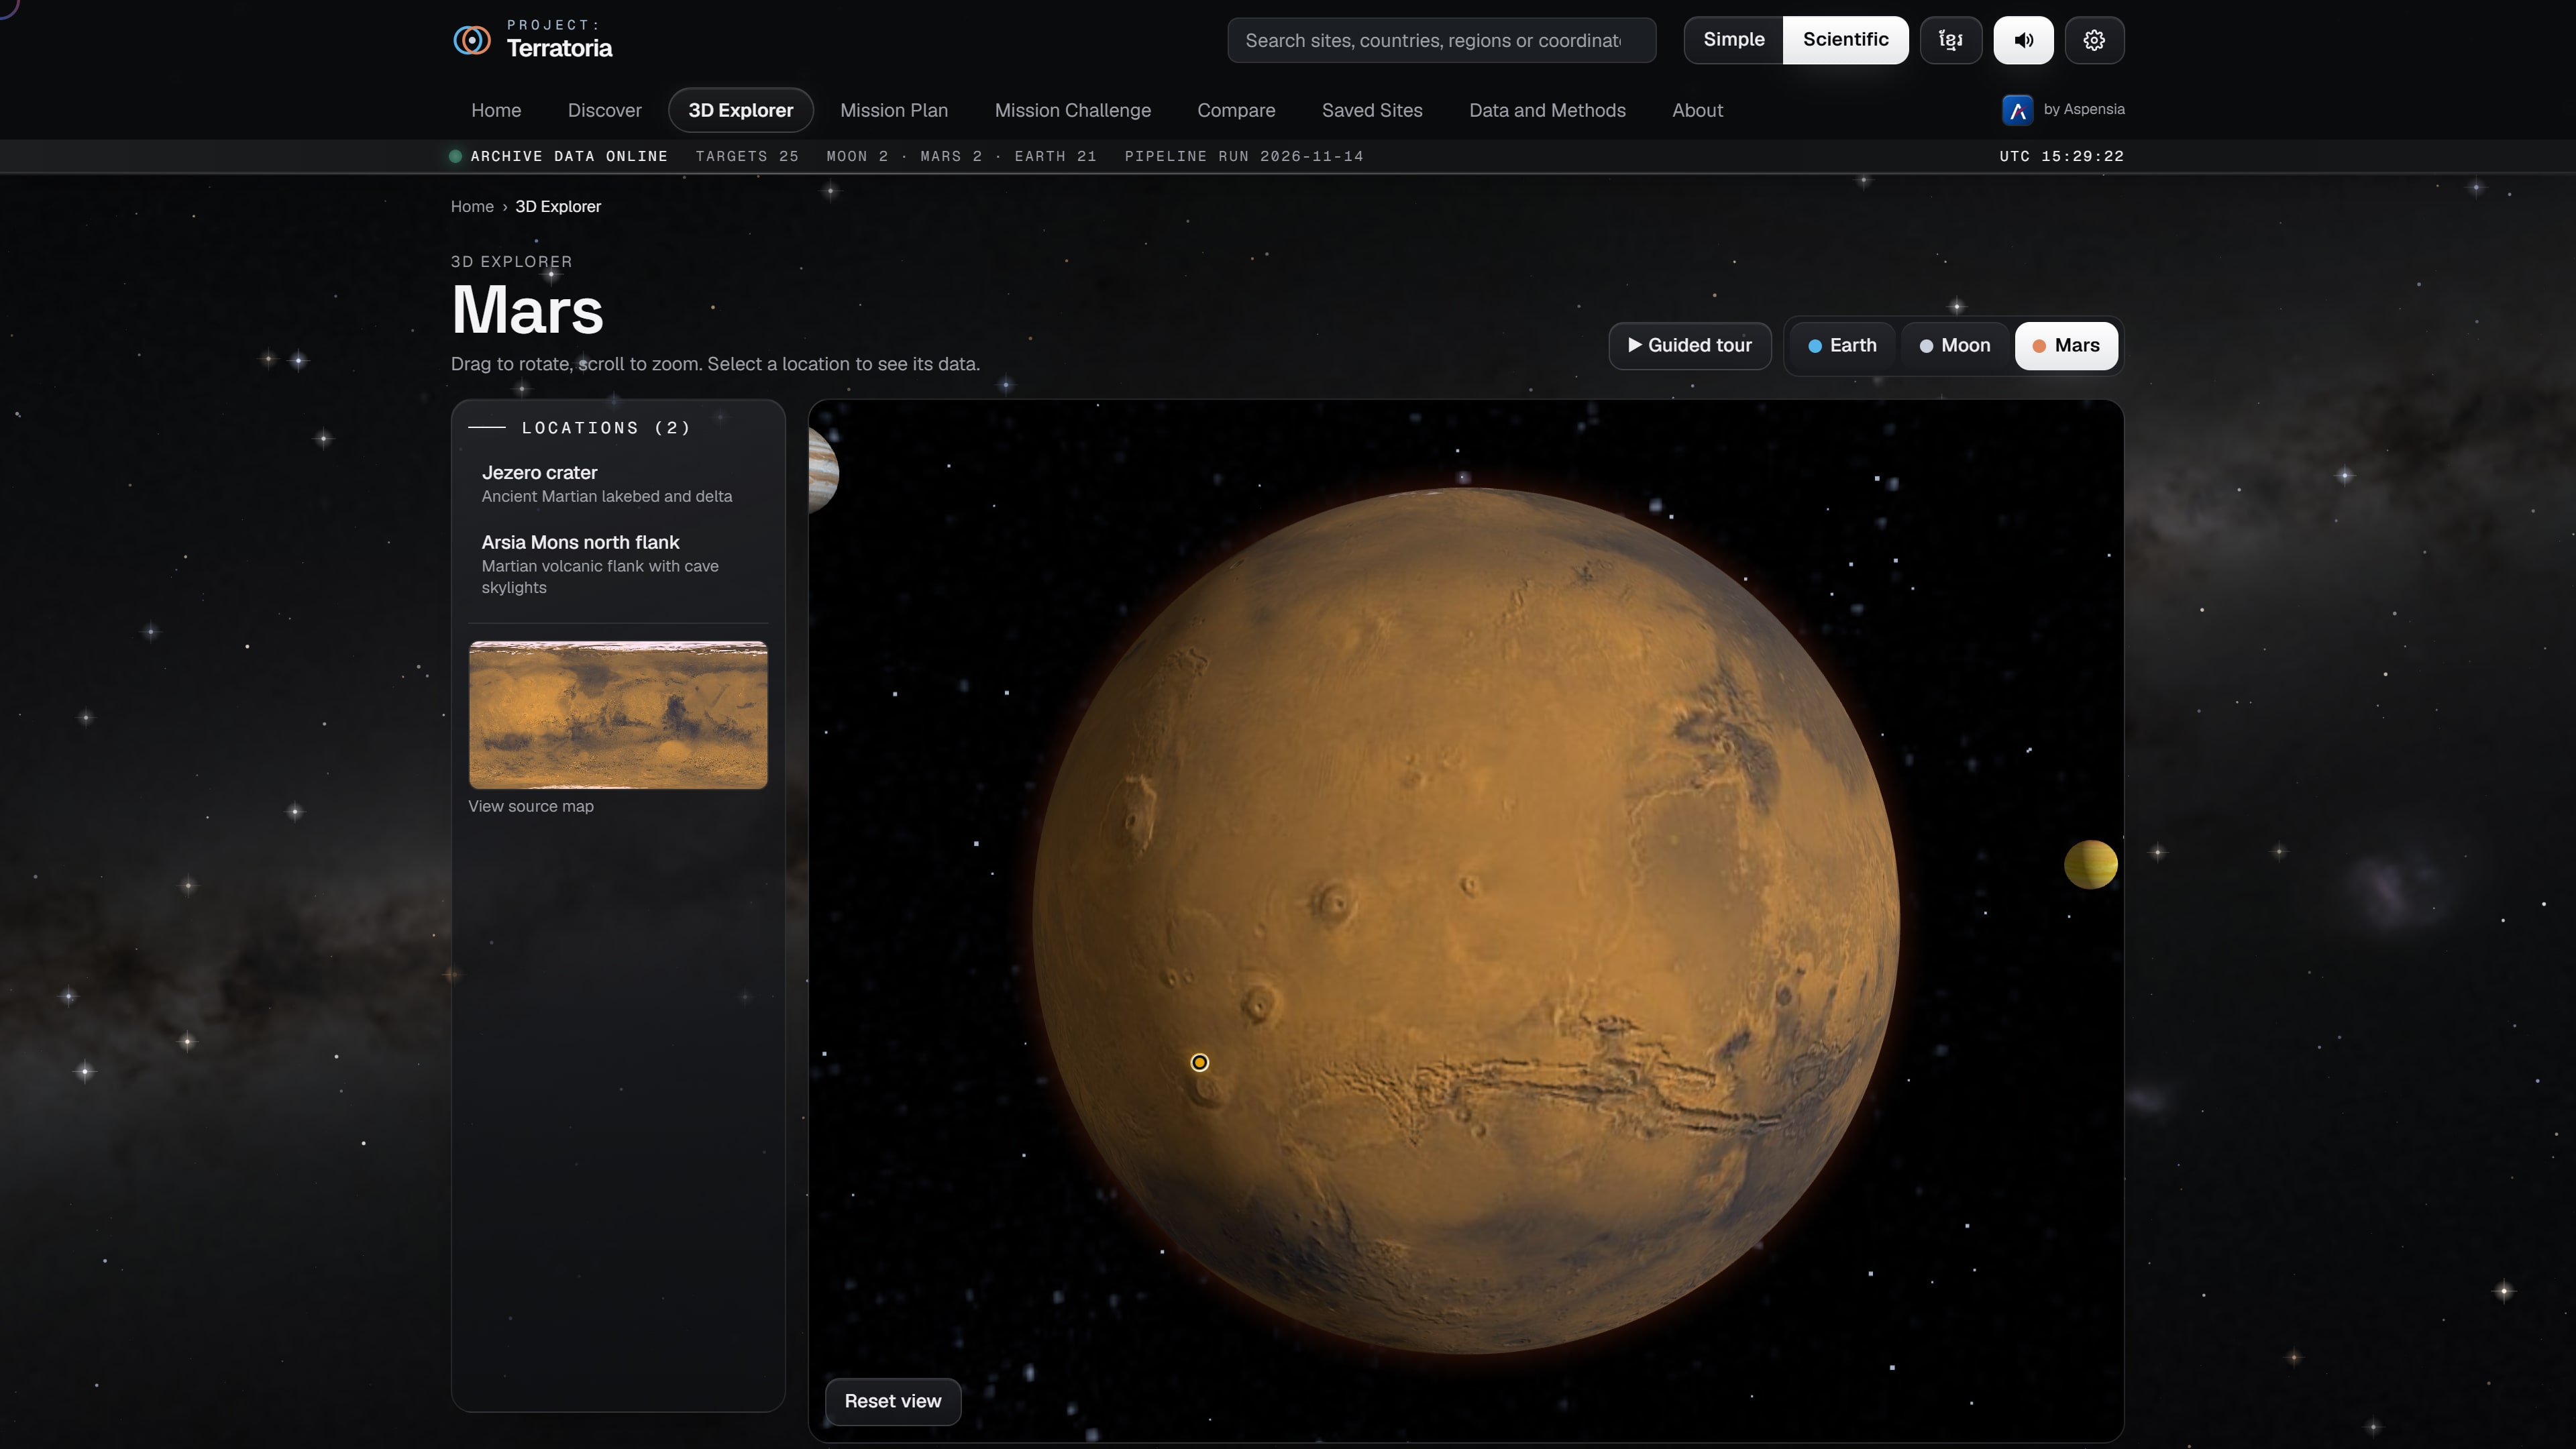 PROJECT:
Terratoria
Search sites, countries, regions or coordinat
Simple
Scientific
ខ្មែរ
Home
Discover
3D Explorer
Mission Plan
Mission Challenge
Compare
Saved Sites
Data and Methods
About
by Aspensia
ARCHIVE DATA ONLINE
TARGETS 25
MOON 2 · MARS 2 · EARTH 21
PIPELINE RUN 2026-11-14
UTC 15:29:22
Home › 3D Explorer
3D EXPLORER
Mars
Drag to rotate, scroll to zoom. Select a location to see its data.
Guided tour
Earth
Moon
Mars
LOCATIONS (2)
Jezero crater
Ancient Martian lakebed and delta
Arsia Mons north flank
Martian volcanic flank with cave
skylights
View source map
Reset view